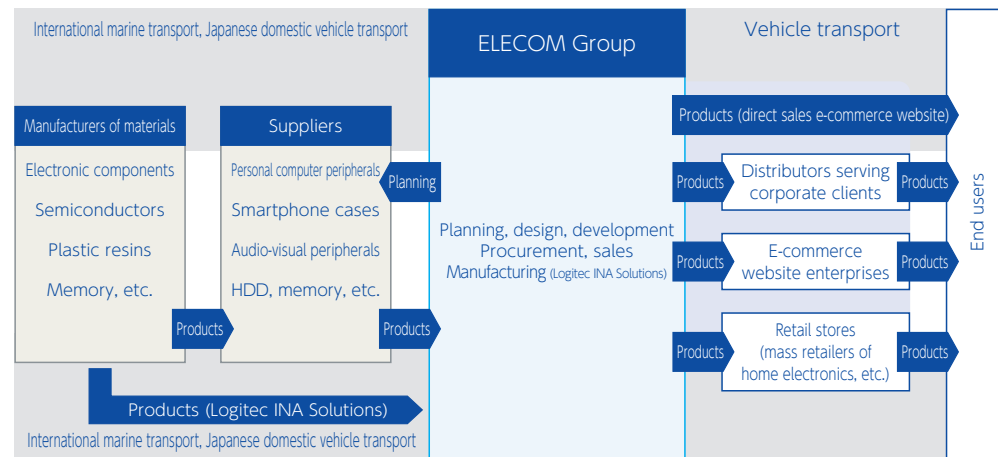 International marine transport, Japanese domestic vehicle transport
ELECOM Group
Vehicle transport
Manufacturers of materials
Electronic components
Semiconductors
Plastic resins
Memory, etc.
Products
Suppliers
Personal computer peripherals
Smartphone cases
Audio-visual peripherals
HDD, memory, etc.
Planning
Products
Products (Logitec INA Solutions)
International marine transport, Japanese domestic vehicle transport
Planning, design, development
Procurement, sales
Manufacturing (Logitec INA Solutions)
Products (direct sales e-commerce website)
Products
Distributors serving
corporate clients
Products
Products
E-commerce
website enterprises
Products
Products
Retail stores
(mass retailers of
home electronics, etc.)
Products
End users